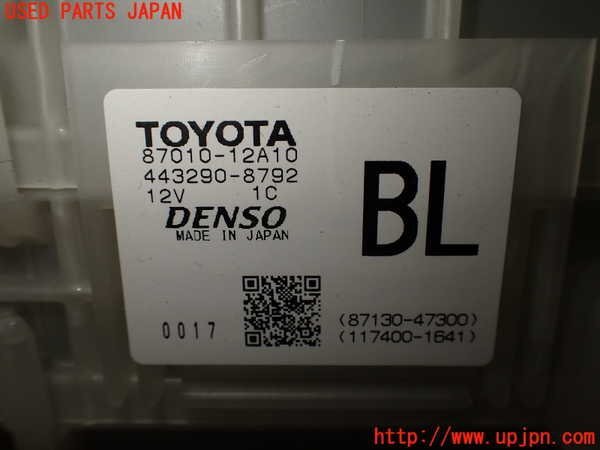 USED PARTS JAPAN
TOYOTA
87010-12A10
443290-8792
12V 1C
DENSO
MADE IN JAPAN
BL
0017
(87130-47300)
(117400-1641)
http://www.upjpn.com/